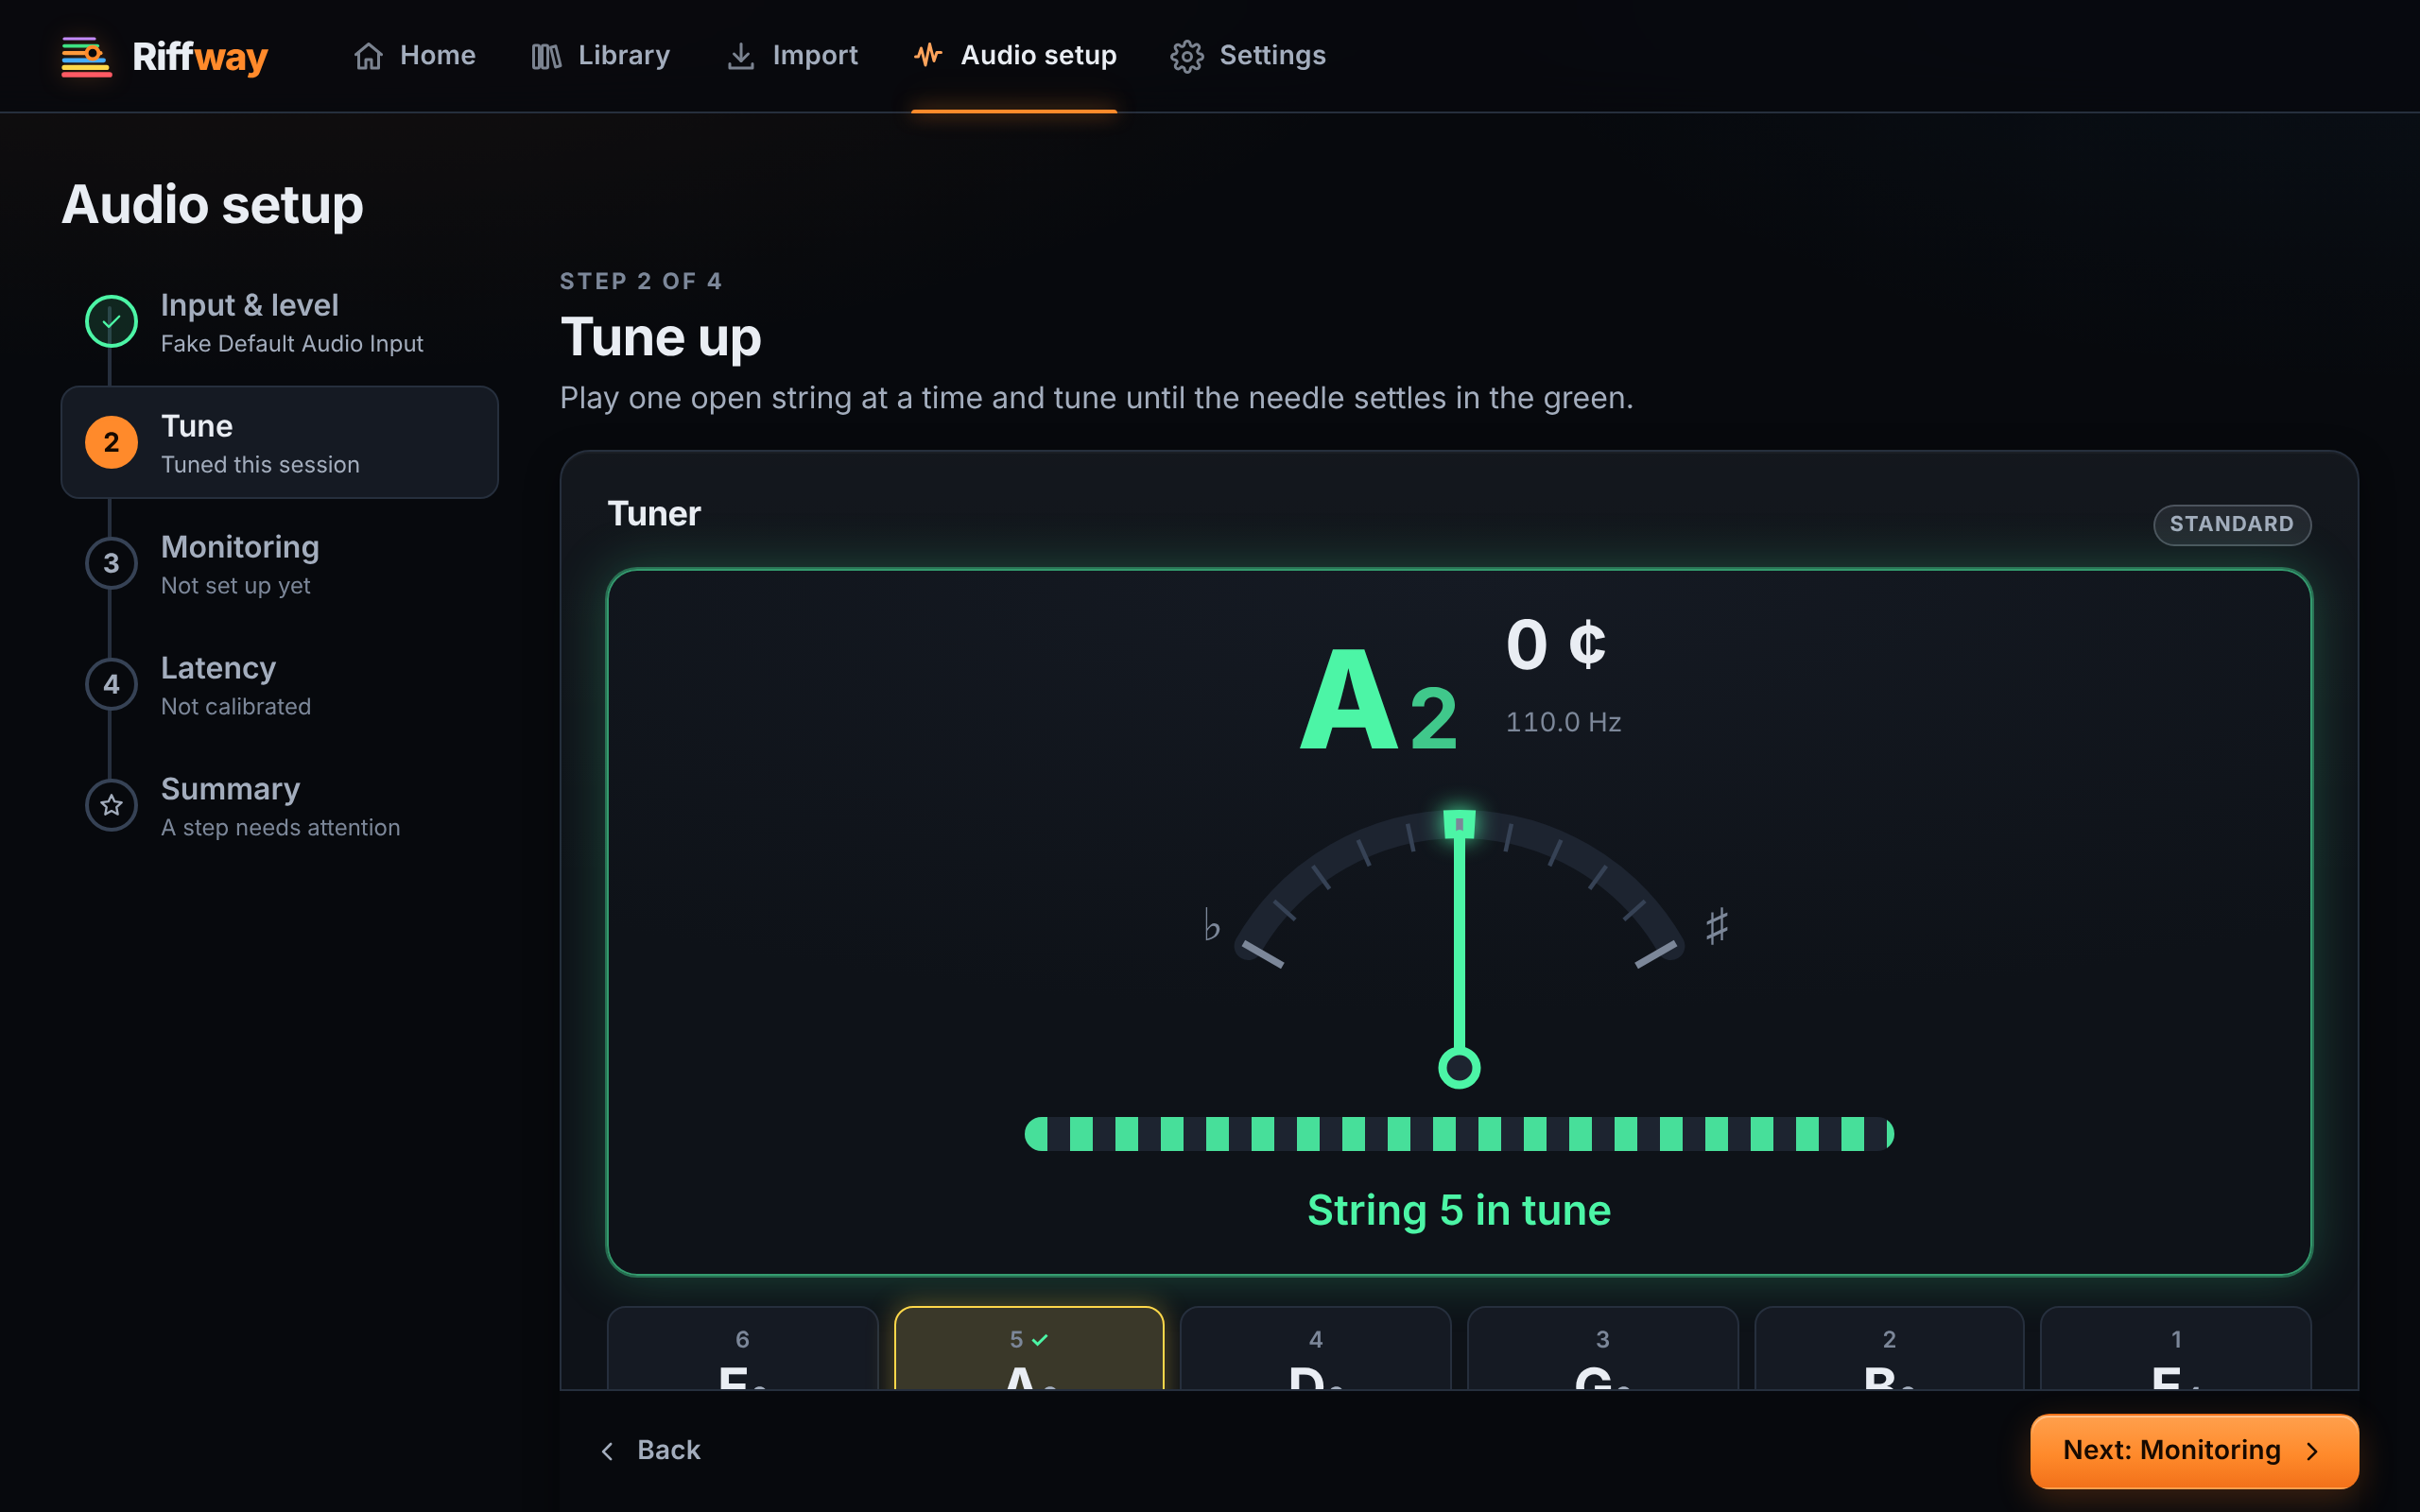 Riffway
Home
Library
Import
Audio setup
Settings
Audio setup
Input & level
Fake Default Audio Input
2
Tune
Tuned this session
3
Monitoring
Not set up yet
4
Latency
Not calibrated
Summary
A step needs attention
STEP 2 OF 4
Tune up
Play one open string at a time and tune until the needle settles in the green.
Tuner
STANDARD
A2
0 ¢
110.0 Hz
♭
♯
String 5 in tune
6
5
4
3
2
1
E
A
D
G
B
E
Back
Next: Monitoring